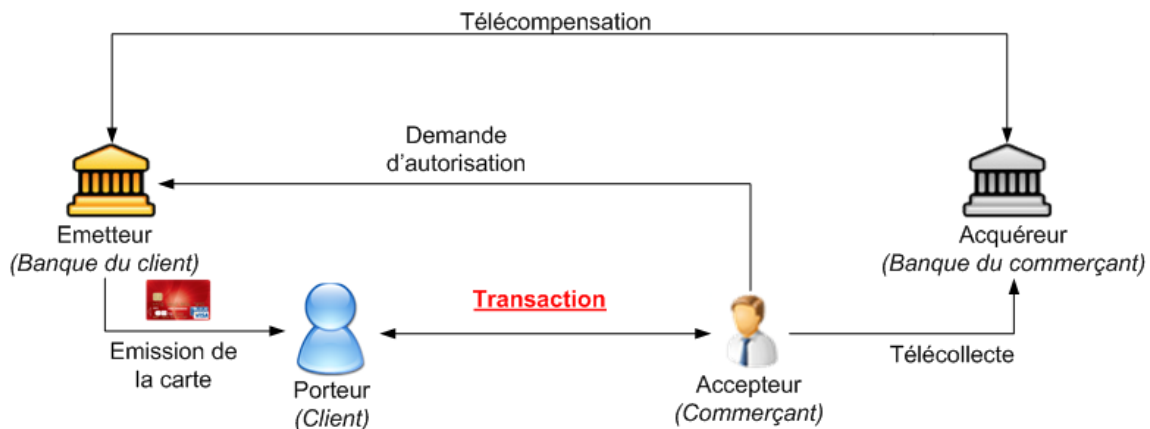 Télécompensation
Demande
d'autorisation
Emetteur
(Banque du client)
Acquéreur
(Banque du commerçant)
VISA
Transaction
Emission de
la carte
Télécollecte
Porteur
(Client)
Accepteur
(Commerçant)